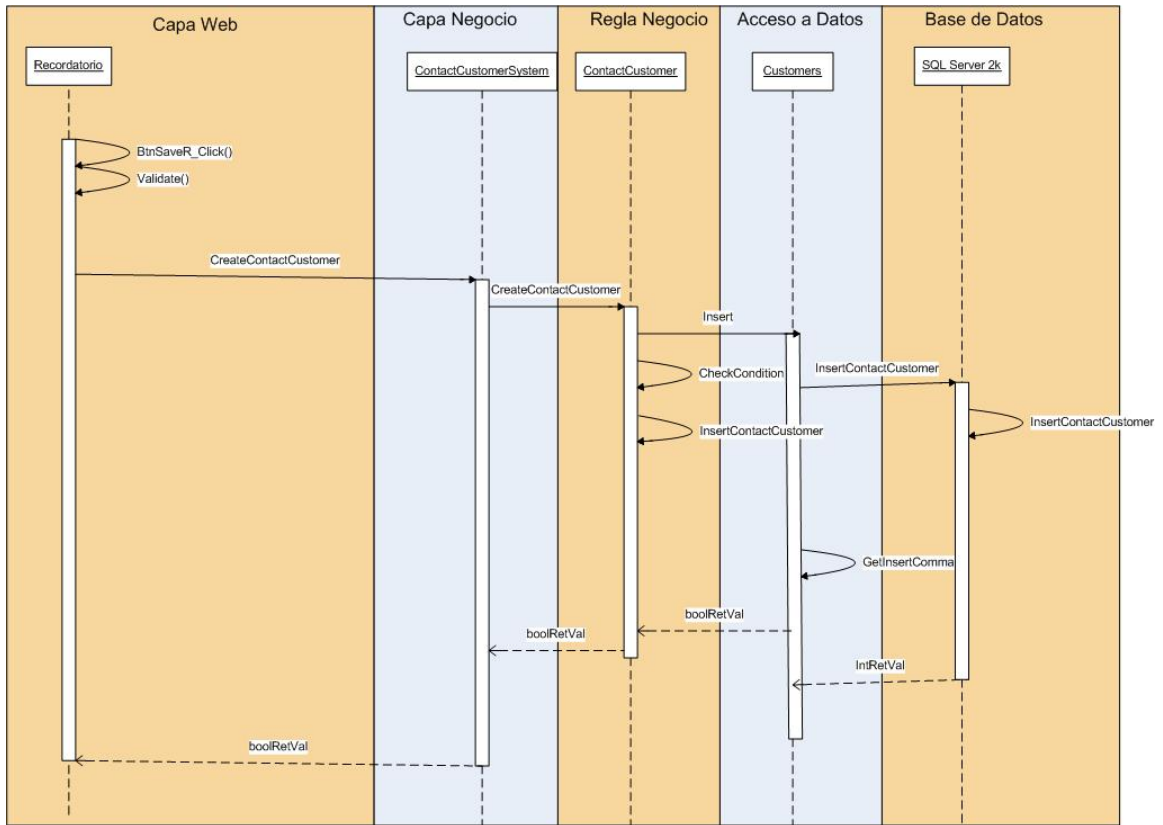 Capa Web
Capa Negocio
Regla Negocio
Acceso a Datos
Base de Datos
Recordatorio
ContactCustomerSystem
ContactCustomer
Customers
SQL Server 2k
BtnSaveR_Click()
Validate()
CreateContactCustomer
CreateContactCustomer
Insert
CheckCondition
InsertContactCustomer
InsertContactCustomer
InsertContactCustomer
GetInsertComma
boolRetVal
boolRetVal
IntRetVal
boolRetVal